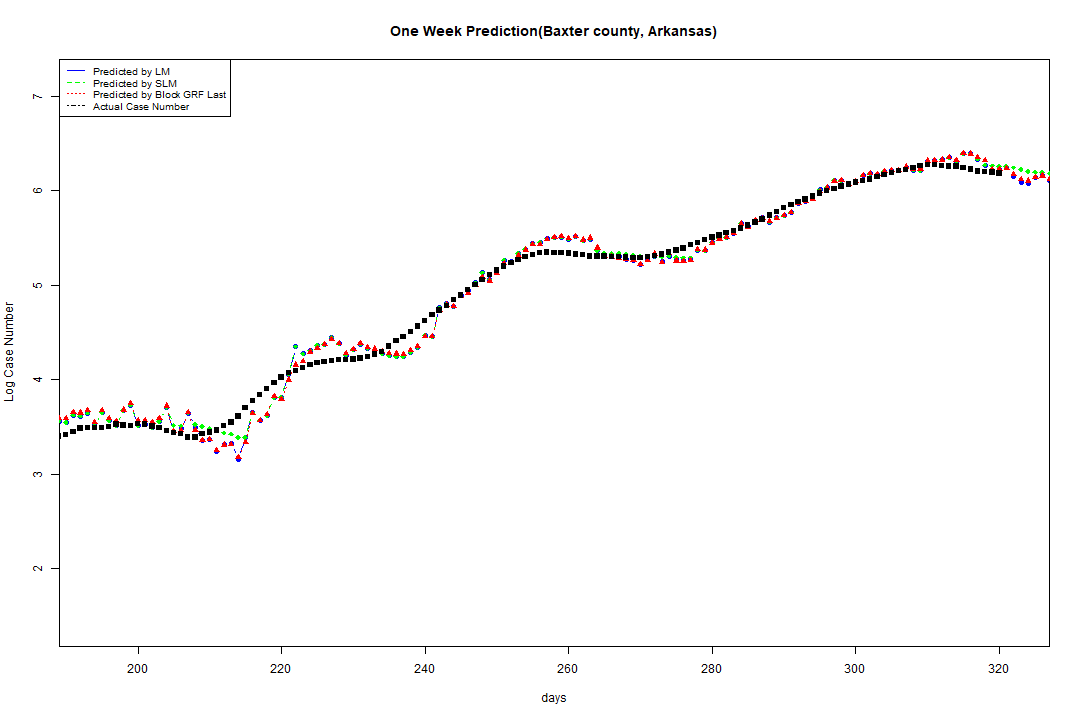 One Week Prediction(Baxter county, Arkansas)
Predicted by LM
Predicted by SLM
Predicted by Block GRF Last
Actual Case Number
7
6
5
4
3
2
Log Case Number
200 220 240 260 280 300 320
days